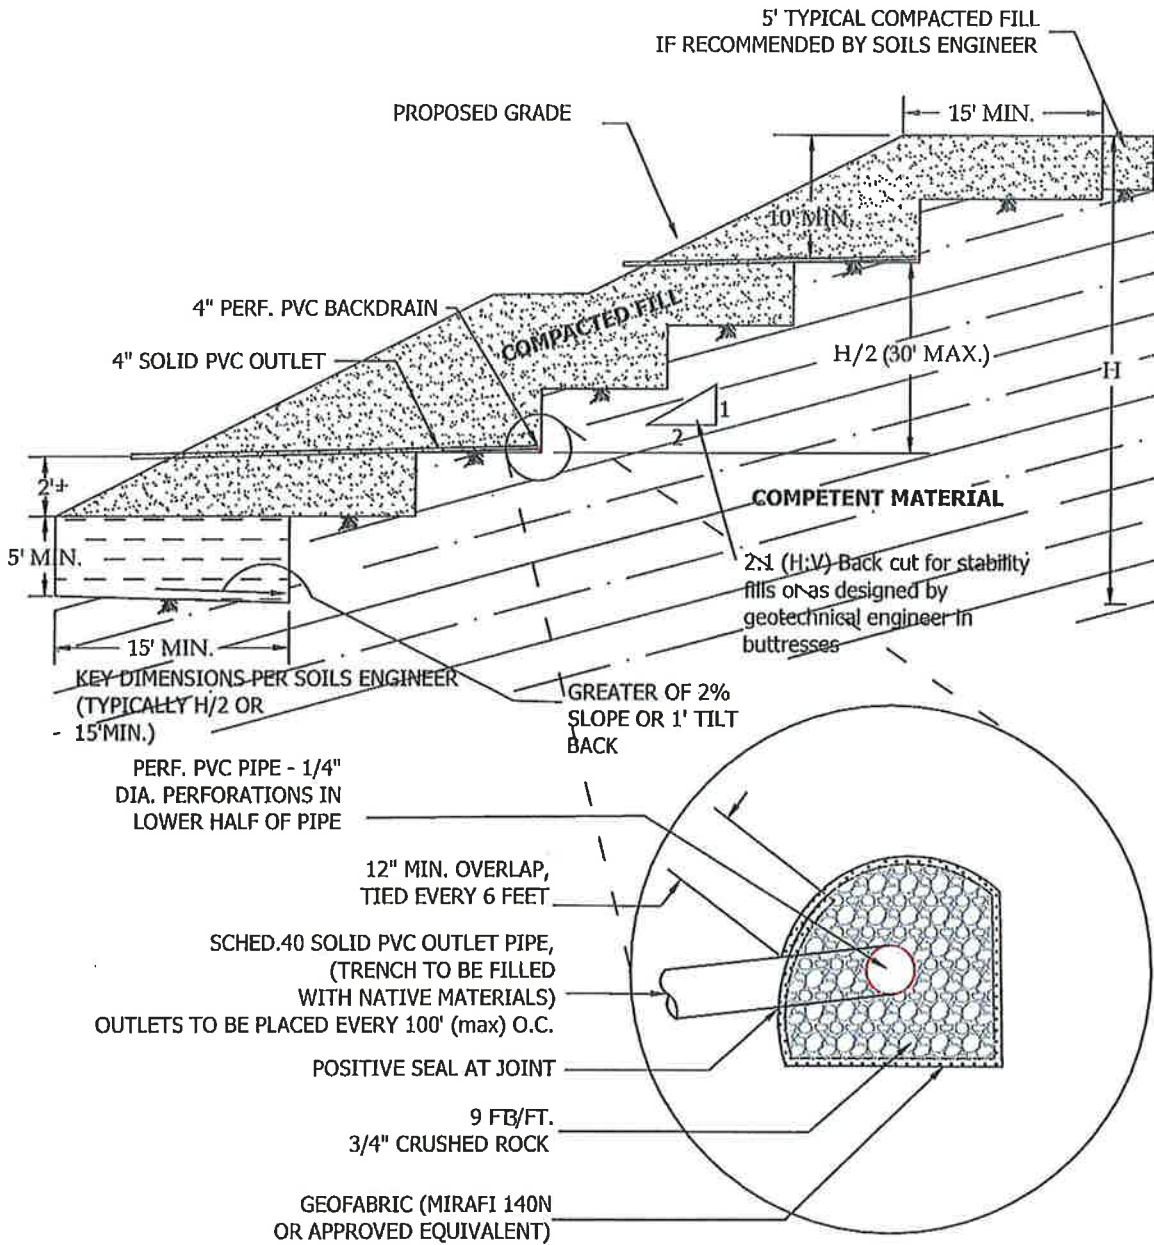 5' TYPICAL COMPACTED FILL
IF RECOMMENDED BY SOILS ENGINEER
PROPOSED GRADE
15' MIN.
10' MIN.
4" PERF. PVC BACKDRAIN
COMPACTED FILL
4" SOLID PVC OUTLET
H/2 (30' MAX.)
H
1
2
2'±
COMPETENT MATERIAL
5' MIN.
2:1 (H:V) Back cut for stability
fills or as designed by
geotechnical engineer in
buttresses
15' MIN.
KEY DIMENSIONS PER SOILS ENGINEER
(TYPICALLY H/2 OR
15'MIN.)
GREATER OF 2%
SLOPE OR 1' TILT
BACK
PERF. PVC PIPE - 1/4"
DIA. PERFORATIONS IN
LOWER HALF OF PIPE
12" MIN. OVERLAP,
TIED EVERY 6 FEET
SCHED.40 SOLID PVC OUTLET PIPE,
(TRENCH TO BE FILLED
WITH NATIVE MATERIALS)
OUTLETS TO BE PLACED EVERY 100' (max) O.C.
POSITIVE SEAL AT JOINT
9 FT3/FT.
3/4" CRUSHED ROCK
GEOFABRIC (MIRAFI 140N
OR APPROVED EQUIVALENT)